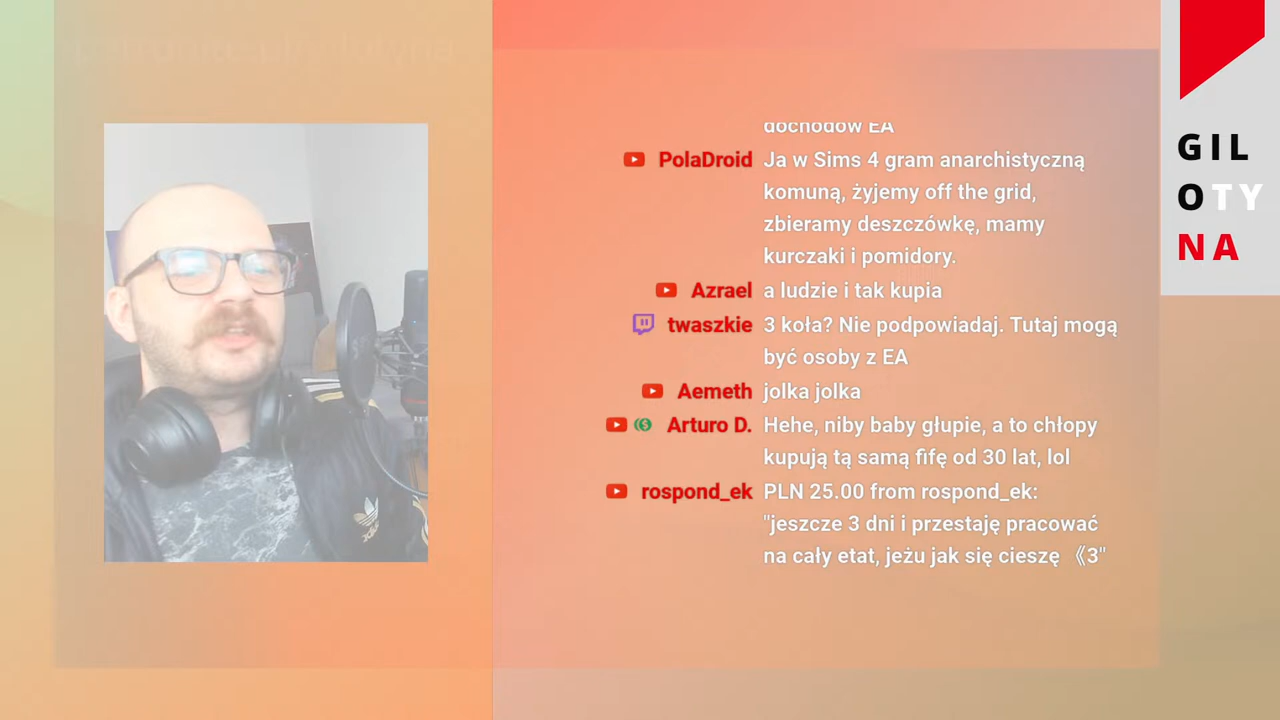 dochodów EA
PolaDroid Ja w Sims 4 gram anarchistyczną
komuną, żyjemy off the grid,
zbieramy deszczówkę, mamy
kurczaki i pomidory.
Azrael a ludzie i tak kupia
twaszkie 3 koła? Nie podpowiadaj. Tutaj mogą
być osoby z EA
Aemeth jolka jolka
Arturo D. Hehe, niby baby głupie, a to chłopy
kupują tą samą fifę od 30 lat, lol
rospond_ek PLN 25.00 from rospond_ek:
"jeszcze 3 dni i przestaję pracować
na cały etat, jeżu jak się cieszę 《3"
GIL
OTY
NA
adidas